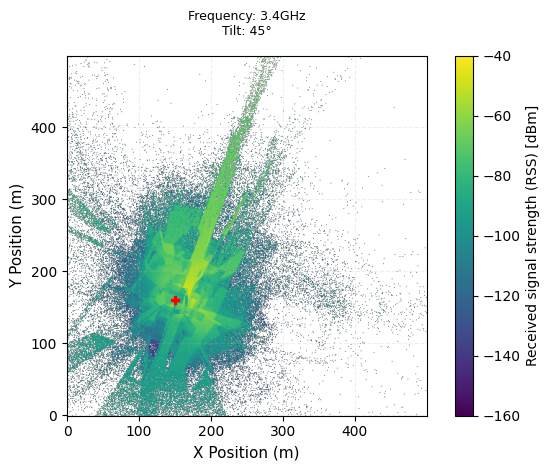 Frequency: 3.4GHz
Tilt: 45°
Y Position (m)
400
300
200
100
0
0 100 200 300 400
X Position (m)
−40
−60
−80
−100
−120
−140
−160
Received signal strength (RSS) [dBm]